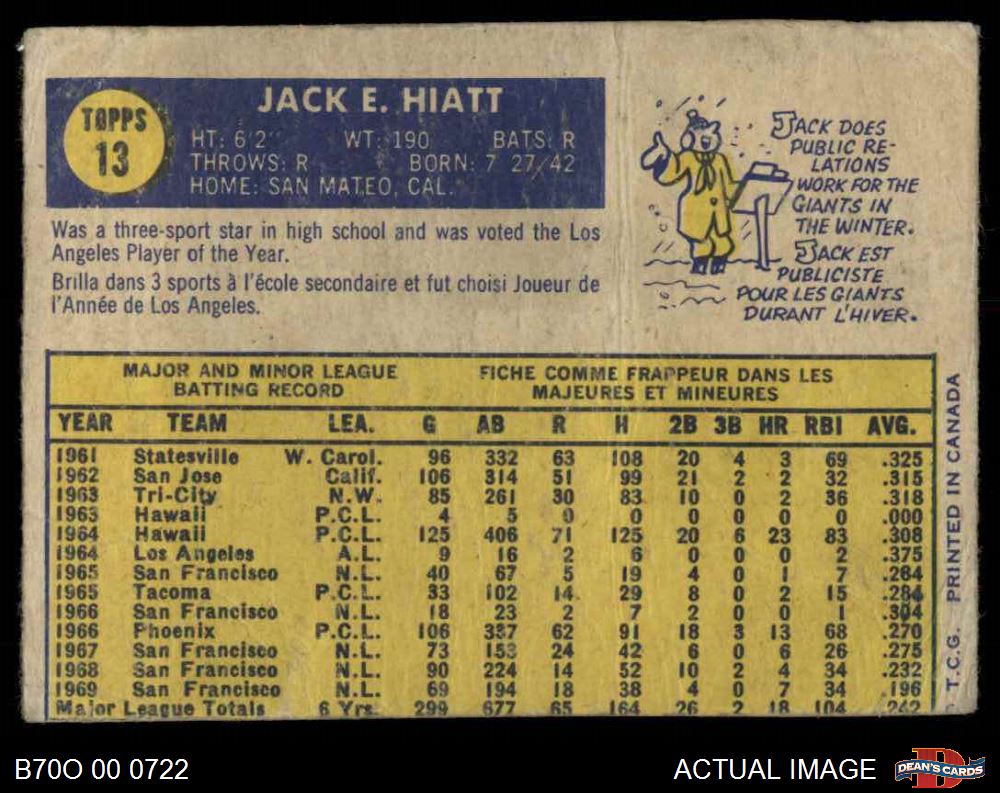 TOPPS
13
JACK E. HIATT
HT: 6'2" WT: 190 BATS: R
THROWS: R BORN: 7 27/42
HOME: SAN MATEO, CAL.
Was a three-sport star in high school and was voted the Los
Angeles Player of the Year.
Brilla dans 3 sports à l'école secondaire et fut choisi Joueur de
l'Année de Los Angeles.
JACK DOES
PUBLIC RE-
LATIONS
WORK FOR THE
GIANTS IN
THE WINTER.
JACK EST
PUBLICISTE
POUR LES GIANTS
DURANT L'HIVER.
MAJOR AND MINOR LEAGUE
BATTING RECORD
FICHE COMME FRAPPEUR DANS LES
MAJEURES ET MINEURES
YEAR TEAM LEA. G AB R H 2B 3B HR RBI AVG.
1961 Statesville W. Carol. 96 332 63 108 20 4 3 69 .325
1962 San Jose Calif. 106 314 51 99 21 2 2 32 .315
1963 Tri-City N.W. 85 261 30 83 10 0 2 36 .318
1963 Hawaii P.C.L. 4 5 0 0 0 0 0 0 .000
1964 Hawaii P.C.L. 125 406 71 125 20 6 23 83 .308
1964 Los Angeles A.L. 9 16 2 6 0 0 0 2 .375
1965 San Francisco N.L. 40 67 5 19 4 0 1 7 .284
1965 Tacoma P.C.L. 33 102 14 29 8 0 2 15 .284
1966 San Francisco N.L. 18 23 2 7 2 0 0 1 .304
1966 Phoenix P.C.L. 106 337 62 91 18 3 13 68 .270
1967 San Francisco N.L. 73 153 24 42 6 0 6 26 .275
1968 San Francisco N.L. 90 224 14 52 10 2 4 34 .232
1969 San Francisco N.L. 69 194 18 38 4 0 7 34 .196
Major League Totals 6 Yrs. 299 677 65 164 26 2 18 104 .242
T.C.G. PRINTED IN CANADA
B70O 00 0722
ACTUAL IMAGE
DEAN'S CARDS